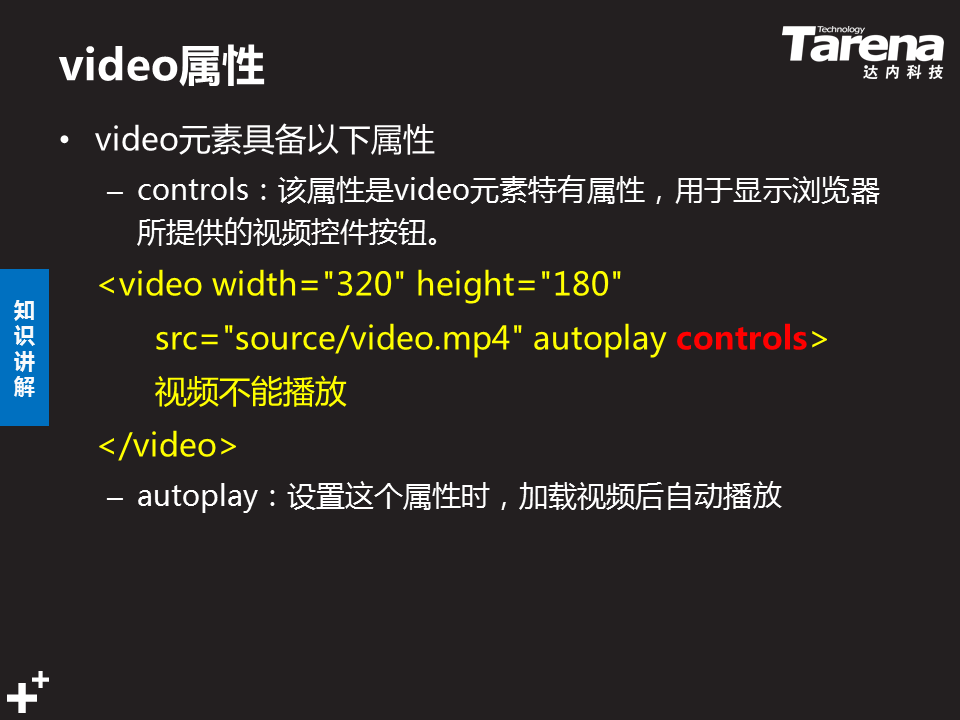 video属性
Technology
Tarena
达内科技
• video元素具备以下属性
– controls：该属性是video元素特有属性，用于显示浏览器
所提供的视频控件按钮。
<video width="320" height="180"
src="source/video.mp4" autoplay controls>
视频不能播放
</video>
– autoplay：设置这个属性时，加载视频后自动播放
知
识
讲
解